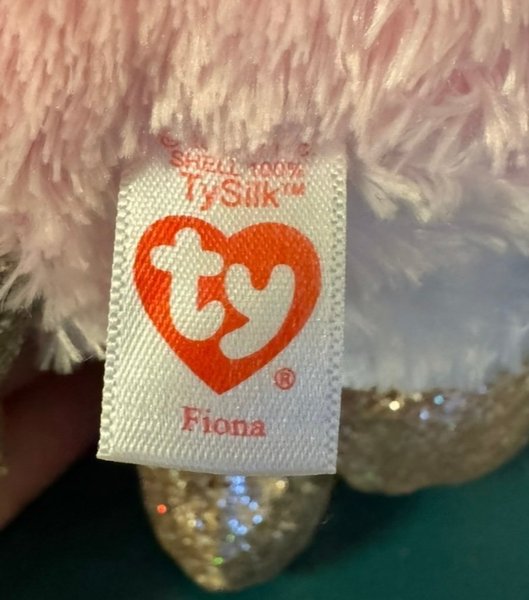 SHELL 100%
TySilk™
ty®
Fiona